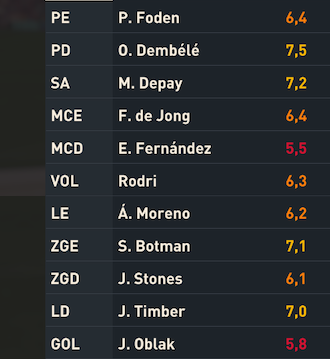 PE P. Foden 6,4
PD O. Dembélé 7,5
SA M. Depay 7,2
MCE F. de Jong 6,4
MCD E. Fernández 5,5
VOL Rodri 6,3
LE Á. Moreno 6,2
ZGE S. Botman 7,1
ZGD J. Stones 6,1
LD J. Timber 7,0
GOL J. Oblak 5,8